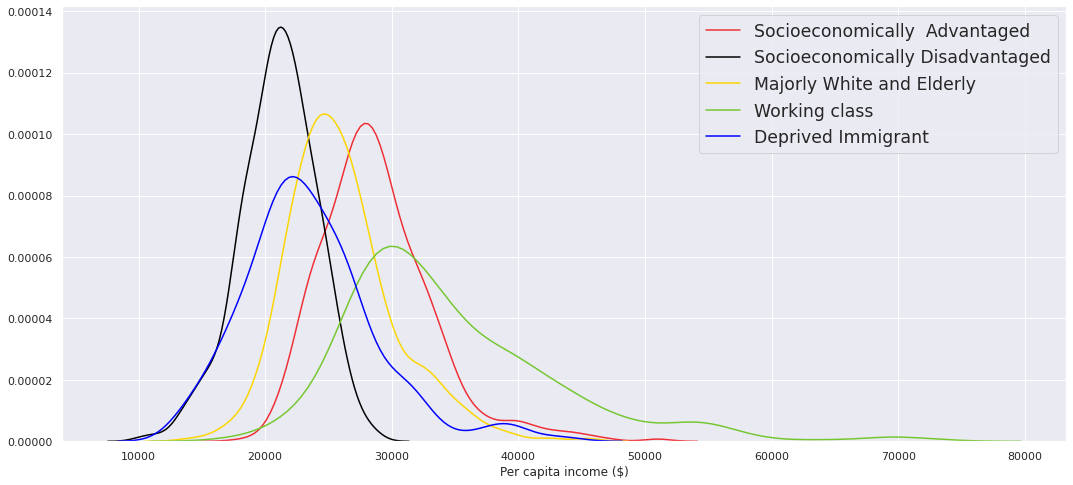 0.00014
0.00012
0.00010
0.00008
0.00006
0.00004
0.00002
0.00000
Socioeconomically  Advantaged
Socioeconomically Disadvantaged
Majorly White and Elderly
Working class
Deprived Immigrant
10000 20000 30000 40000 50000 60000 70000 80000
Per capita income ($)